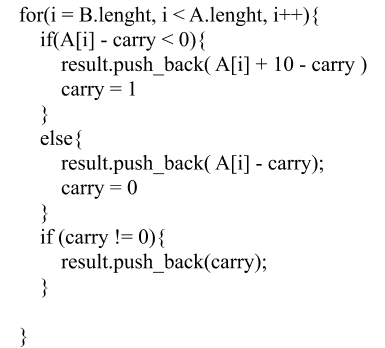 for(i = B.lenght, i < A.lenght, i++){
if(A[i] - carry < 0){
result.push_back( A[i] + 10 - carry )
carry = 1
}
else{
result.push_back( A[i] - carry);
carry = 0
}
if (carry != 0){
result.push_back(carry);
}
}